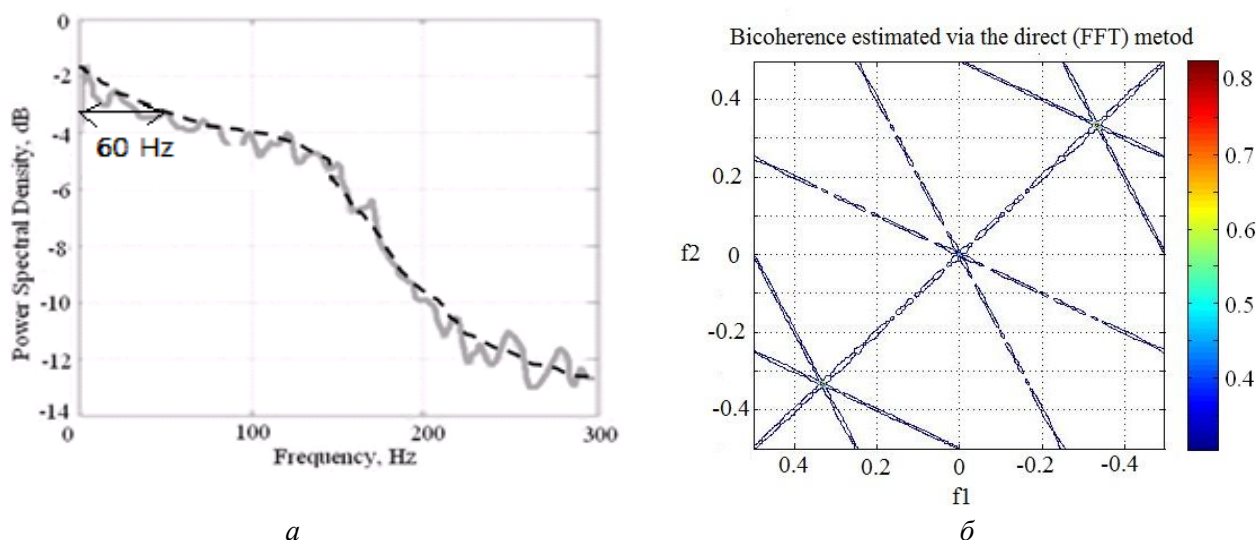 0
-2
-4
-6
-8
-10
-12
-14
Power Spectral Density, dB
60 Hz
0 100 200 300
Frequency, Hz
а
Bicoherence estimated via the direct (FFT) metod
0.4
0.2
0
-0.2
-0.4
f2
0.4 0.2 0 -0.2 -0.4
f1
0.8
0.7
0.6
0.5
0.4
б